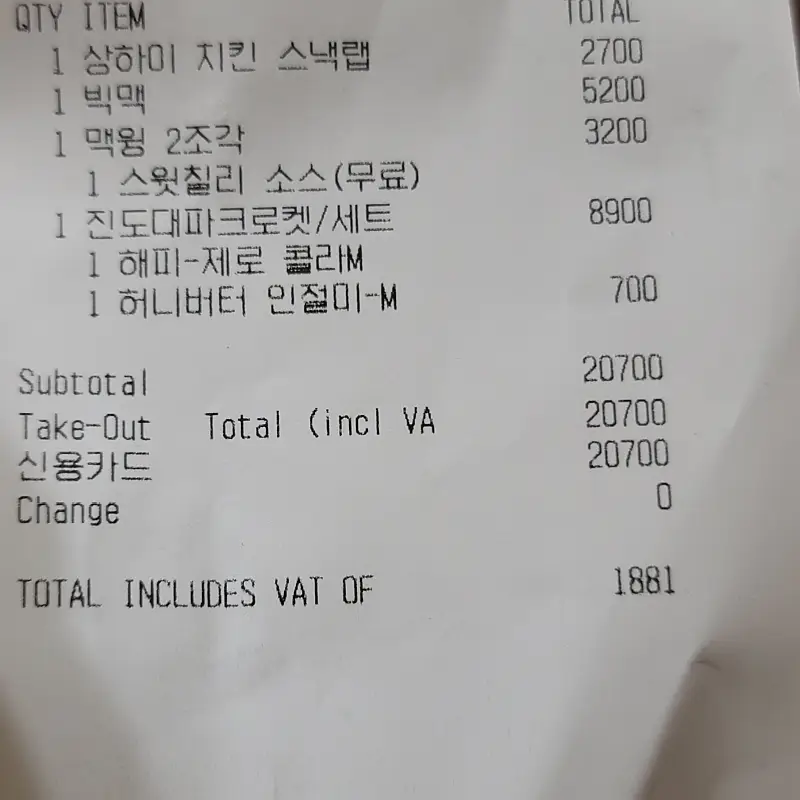 QTY ITEM TOTAL
1 상하이 치킨 스낵랩 2700
1 빅맥 5200
1 맥윙 2조각 3200
1 스윗칠리 소스(무료)
1 진도대파크로켓/세트 8900
1 해피-제로 콜라M
1 허니버터 인절미-M 700
Subtotal 20700
Take-Out Total (incl VA 20700
신용카드 20700
Change 0
TOTAL INCLUDES VAT OF 1881